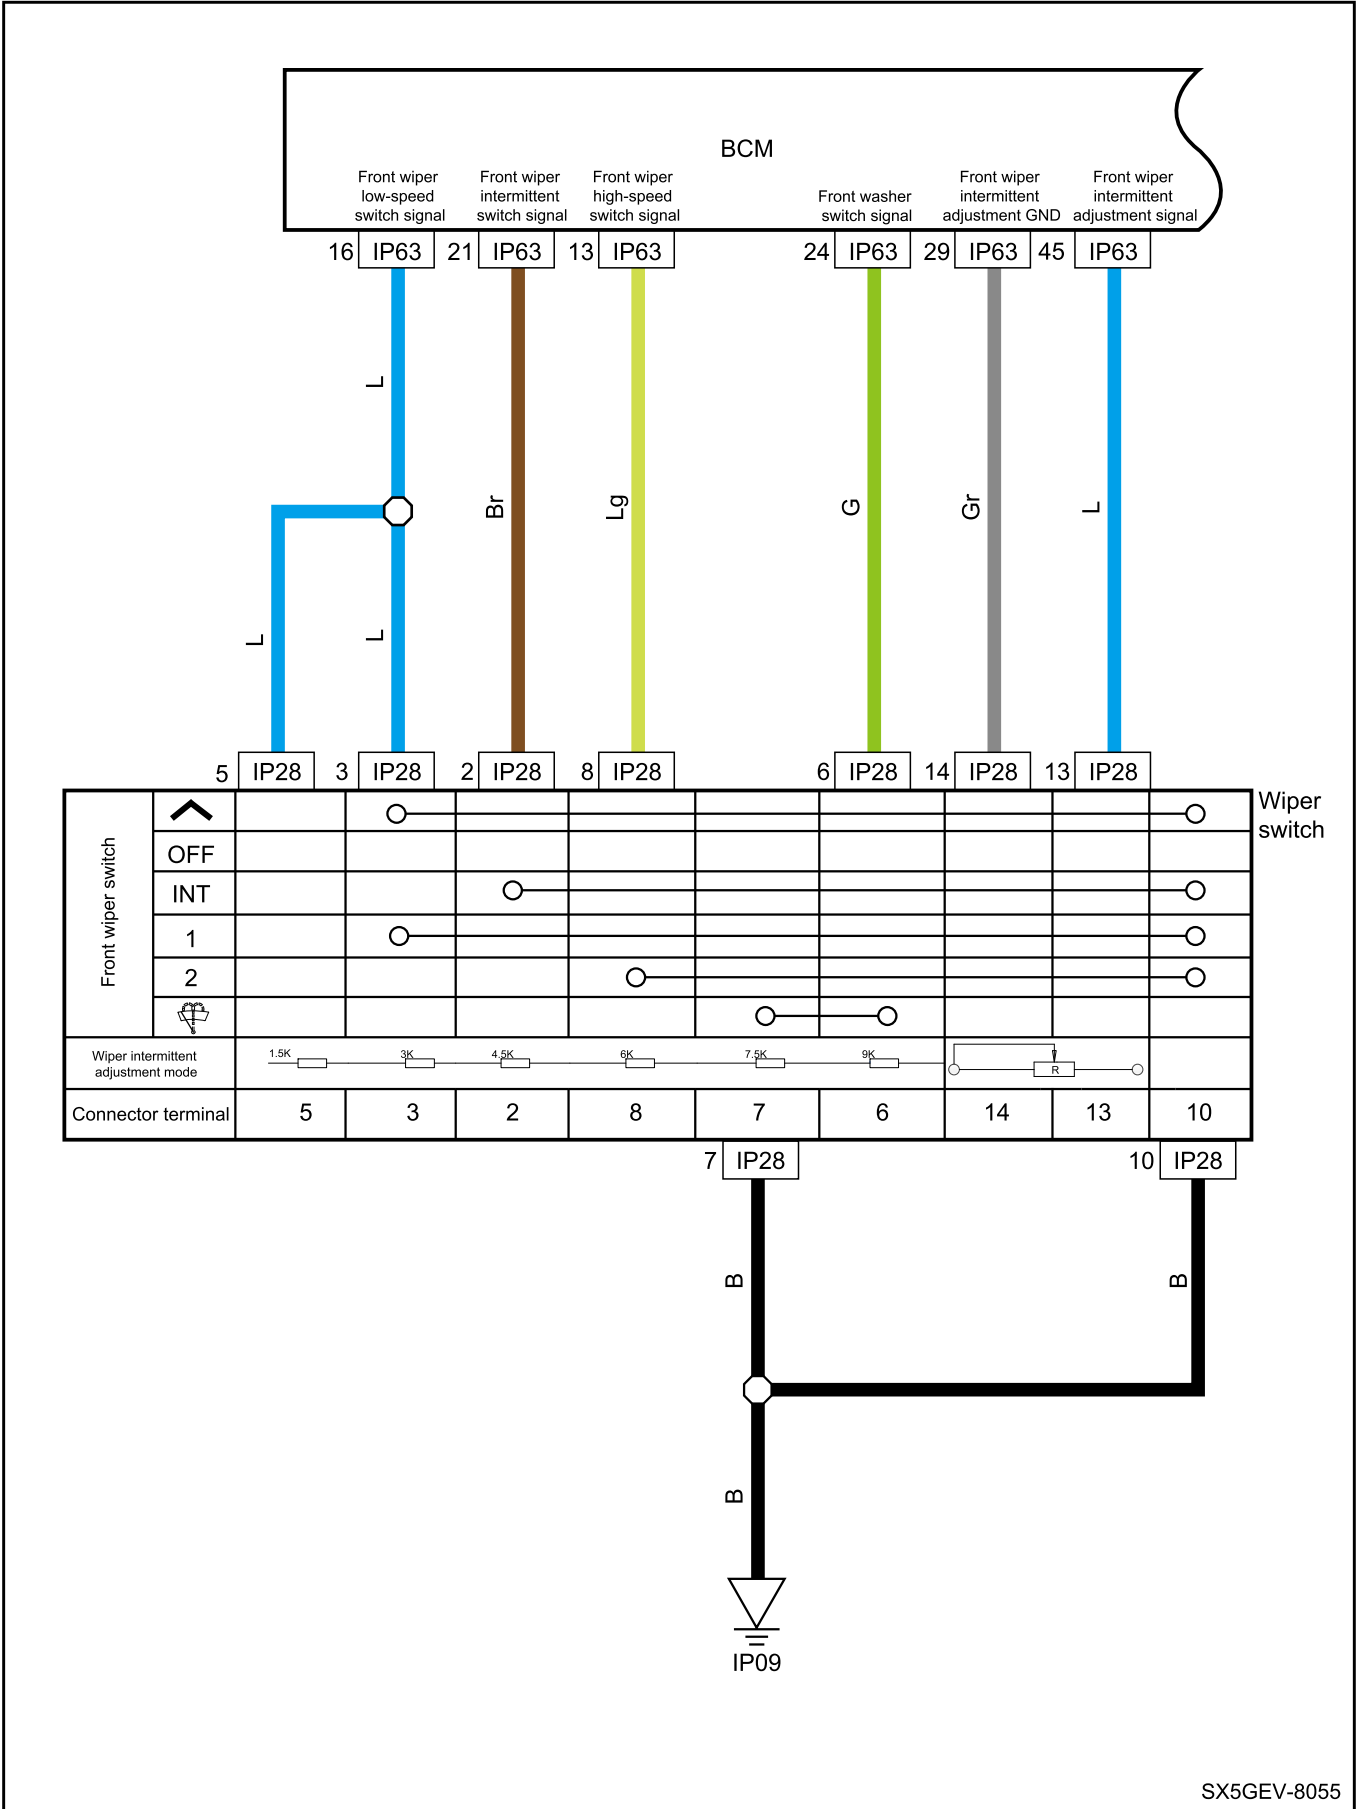 BCM
Front wiper
low-speed
switch signal
Front wiper
intermittent
switch signal
Front wiper
high-speed
switch signal
Front washer
switch signal
Front wiper
intermittent
adjustment GND
Front wiper
intermittent
adjustment signal
16 IP63 21 IP63 13 IP63 24 IP63 29 IP63 45 IP63
L
Br
Lg
G
Gr
L
L
L
5 IP28 3 IP28 2 IP28 8 IP28 6 IP28 14 IP28 13 IP28
Wiper
switch
Front wiper switch
OFF
INT
1
2
Wiper intermittent
adjustment mode
1.5K 3K 4.5K 6K 7.5K 9K R
Connector terminal 5 3 2 8 7 6 14 13 10
7 IP28 10 IP28
B
B
B
IP09
SX5GEV-8055